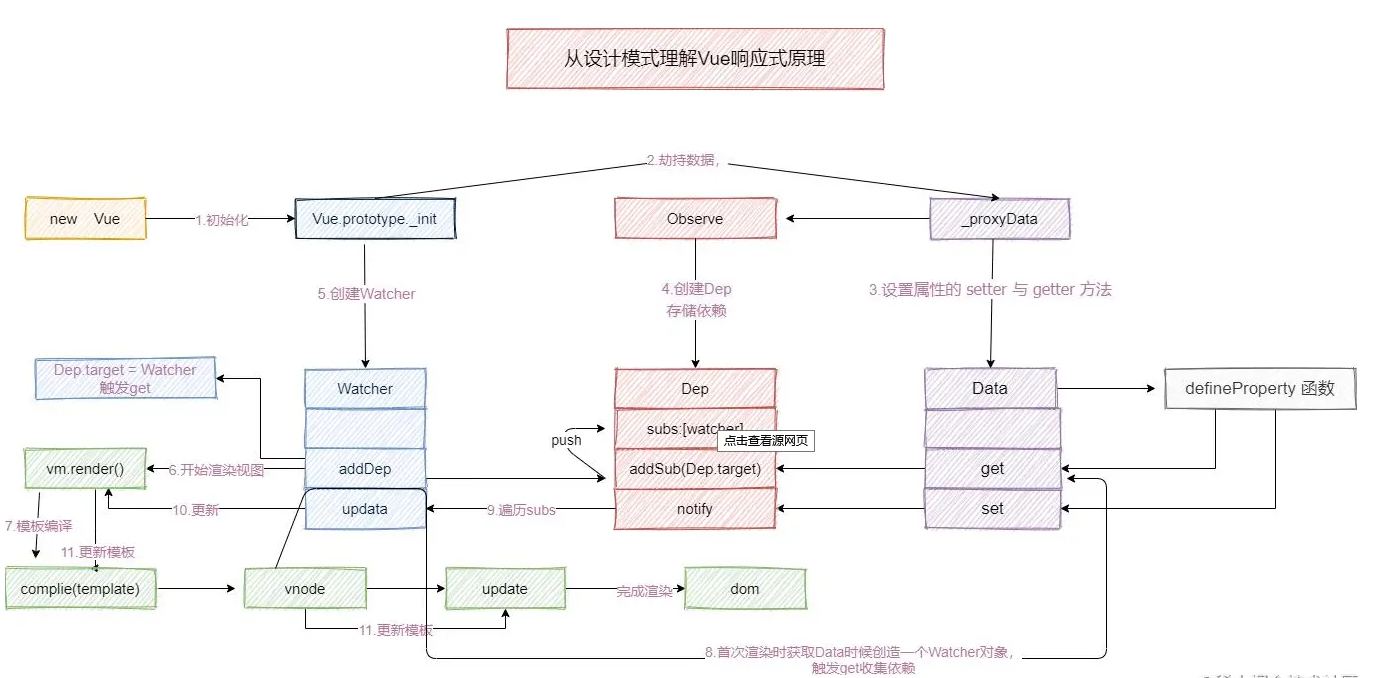 从设计模式理解Vue响应式原理
2.劫持数据，
new Vue
1.初始化
Vue.prototype._init
Observe
_proxyData
5.创建Watcher
4.创建Dep
存储依赖
3.设置属性的 setter 与 getter 方法
Dep.target = Watcher
触发get
Watcher
Dep
Data
defineProperty 函数
push
subs:[watcher]
点击查看源网页
vm.render()
6.开始渲染视图
addDep
addSub(Dep.target)
get
10.更新
updata
9.遍历subs
notify
set
7.模板编译
11.更新模板
complie(template)
vnode
update
完成渲染
dom
11.更新模板
8.首次渲染时获取Data时候创造一个Watcher对象，
触发get收集依赖